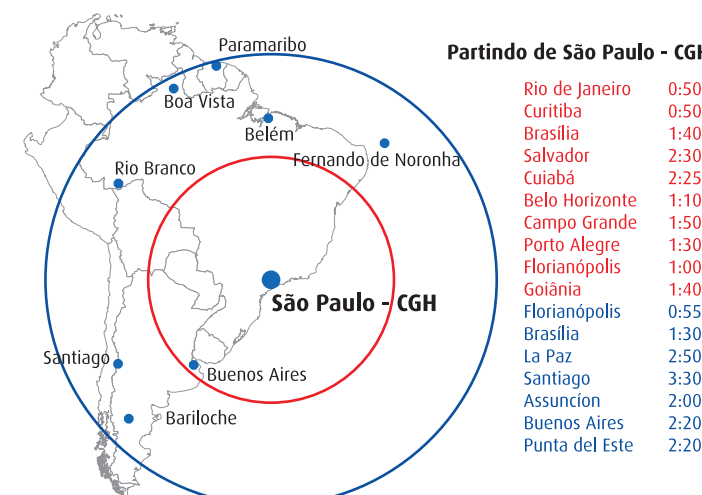 Paramaribo
Boa Vista
Belém
Fernando de Noronha
Rio Branco
São Paulo - CGH
Santiago
Buenos Aires
Bariloche
Partindo de São Paulo - CGH
Rio de Janeiro 0:50
Curitiba 0:50
Brasília 1:40
Salvador 2:30
Cuiabá 2:25
Belo Horizonte 1:10
Campo Grande 1:50
Porto Alegre 1:30
Florianópolis 1:00
Goiânia 1:40
Florianópolis 0:55
Brasília 1:30
La Paz 2:50
Santiago 3:30
Assuncíon 2:00
Buenos Aires 2:20
Punta del Este 2:20